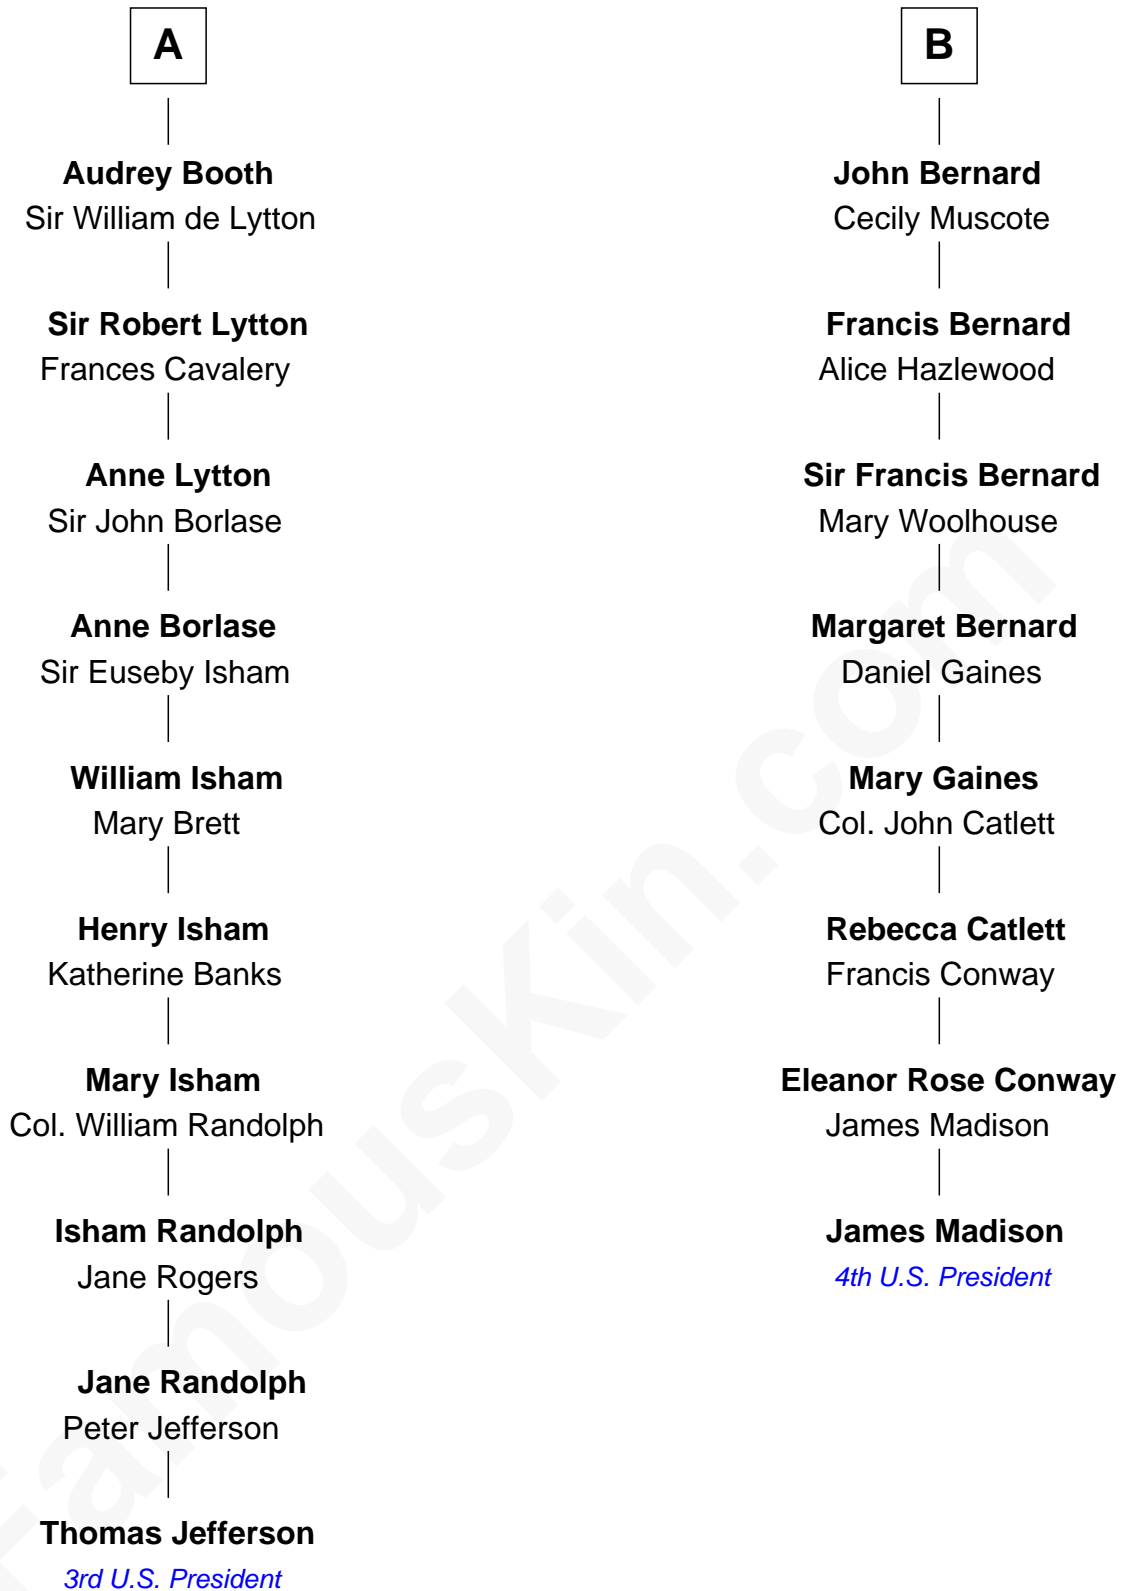 A
Audrey Booth
Sir William de Lytton
Sir Robert Lytton
Frances Cavalery
Anne Lytton
Sir John Borlase
Anne Borlase
Sir Euseby Isham
William Isham
Mary Brett
Henry Isham
Katherine Banks
Mary Isham
Col. William Randolph
Isham Randolph
Jane Rogers
Jane Randolph
Peter Jefferson
Thomas Jefferson
3rd U.S. President
B
John Bernard
Cecily Muscote
Francis Bernard
Alice Hazlewood
Sir Francis Bernard
Mary Woolhouse
Margaret Bernard
Daniel Gaines
Mary Gaines
Col. John Catlett
Rebecca Catlett
Francis Conway
Eleanor Rose Conway
James Madison
James Madison
4th U.S. President
FamousKin.com